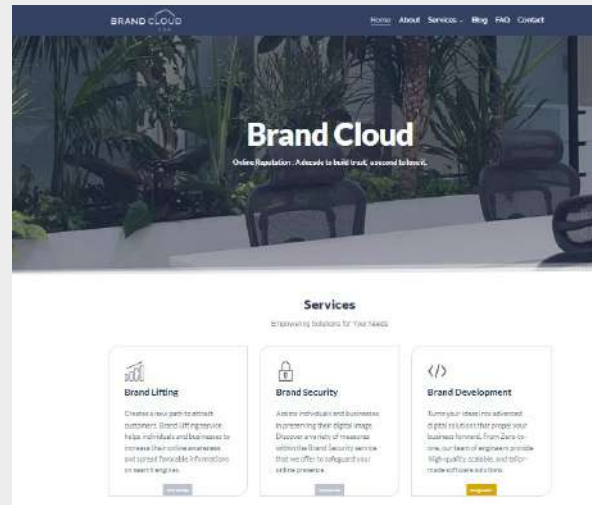 BRAND CLOUD
Home About Services Blog FAQ Contact
Brand Cloud
Online Reputation : A decade to build trust, a second to lose it.
Services
Empowering Solutions for Your Needs
Brand Lifting
Creates a new path to attract
customers. Brand Lifting service
helps individuals and businesses to
increase their online awareness
and spread favorable informations
on search engines.
Brand Security
Assists individuals and businesses
in preserving their digital image.
Discover a variety of measures
within the Brand Security service
that we offer to safeguard your
online presence.
Brand Development
Turns your ideas into advanced
digital solutions that propel your
business forward. From Zero-to-
one, our team of engineers provide
High-quality, scalable, and tailor-
made software solutions.